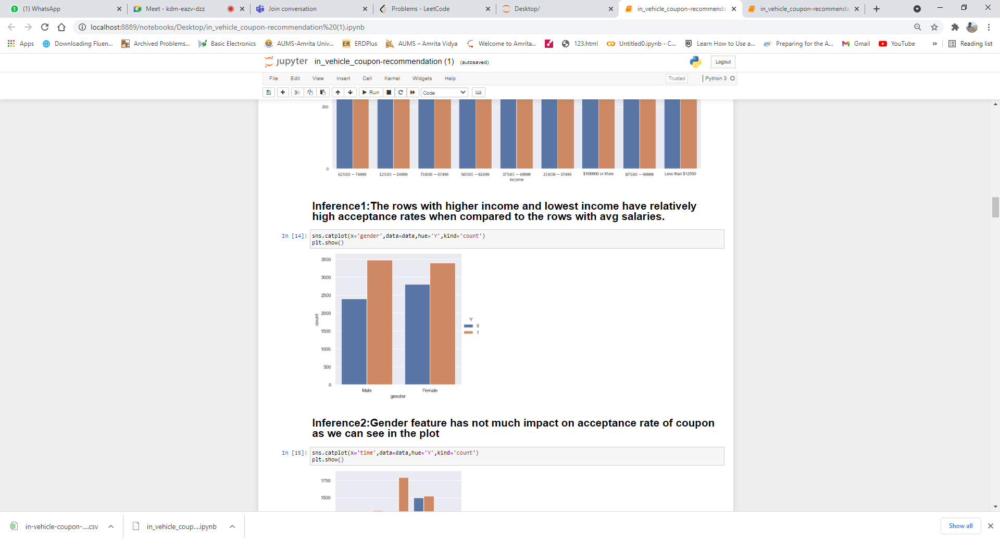 (1) WhatsApp
Meet - kdm-eazv-dzz
Join conversation
Problems - LeetCode
Desktop/
in_vehicle_coupon-recommenda
in_vehicle_coupon-recommenda
localhost:8889/notebooks/Desktop/in_vehicle_coupon-recommendation%20(1).ipynb
Apps
Downloading Fluen...
Archived Problems...
Basic Electronics
AUMS-Amrita Univ...
ER ERDPlus
AUMS – Amrita Vidya
Welcome to Amrita...
123.html
Untitled0.ipynb - C...
Learn How to Use a...
Preparing for the A...
Gmail
YouTube
»
Reading list
jupyter in_vehicle_coupon-recommendation (1) (autosaved)
Logout
File Edit View Insert Cell Kernel Widgets Help
Trusted
Python 3
Run
Code
200
0
62500 – 74999
12500 – 24999
75000 – 87499
50000 – 62499
37500 – 49999
25000 – 37499
$100000 or More
87500 – 99999
Less than $12500
income
Inference1:The rows with higher income and lowest income have relatively
high acceptance rates when compared to the rows with avg salaries.
In [14]:
sns.catplot(x='gender',data=data,hue='Y',kind='count')
plt.show()
3500
3000
2500
2000
1500
1000
500
0
count
Male
Female
gender
Y
0
1
Inference2:Gender feature has not much impact on acceptance rate of coupon
as we can see in the plot
In [15]:
sns.catplot(x='time',data=data,hue='Y',kind='count')
plt.show()
1750
1500
in-vehicle-coupon-....csv
in_vehicle_coup....ipynb
Show all